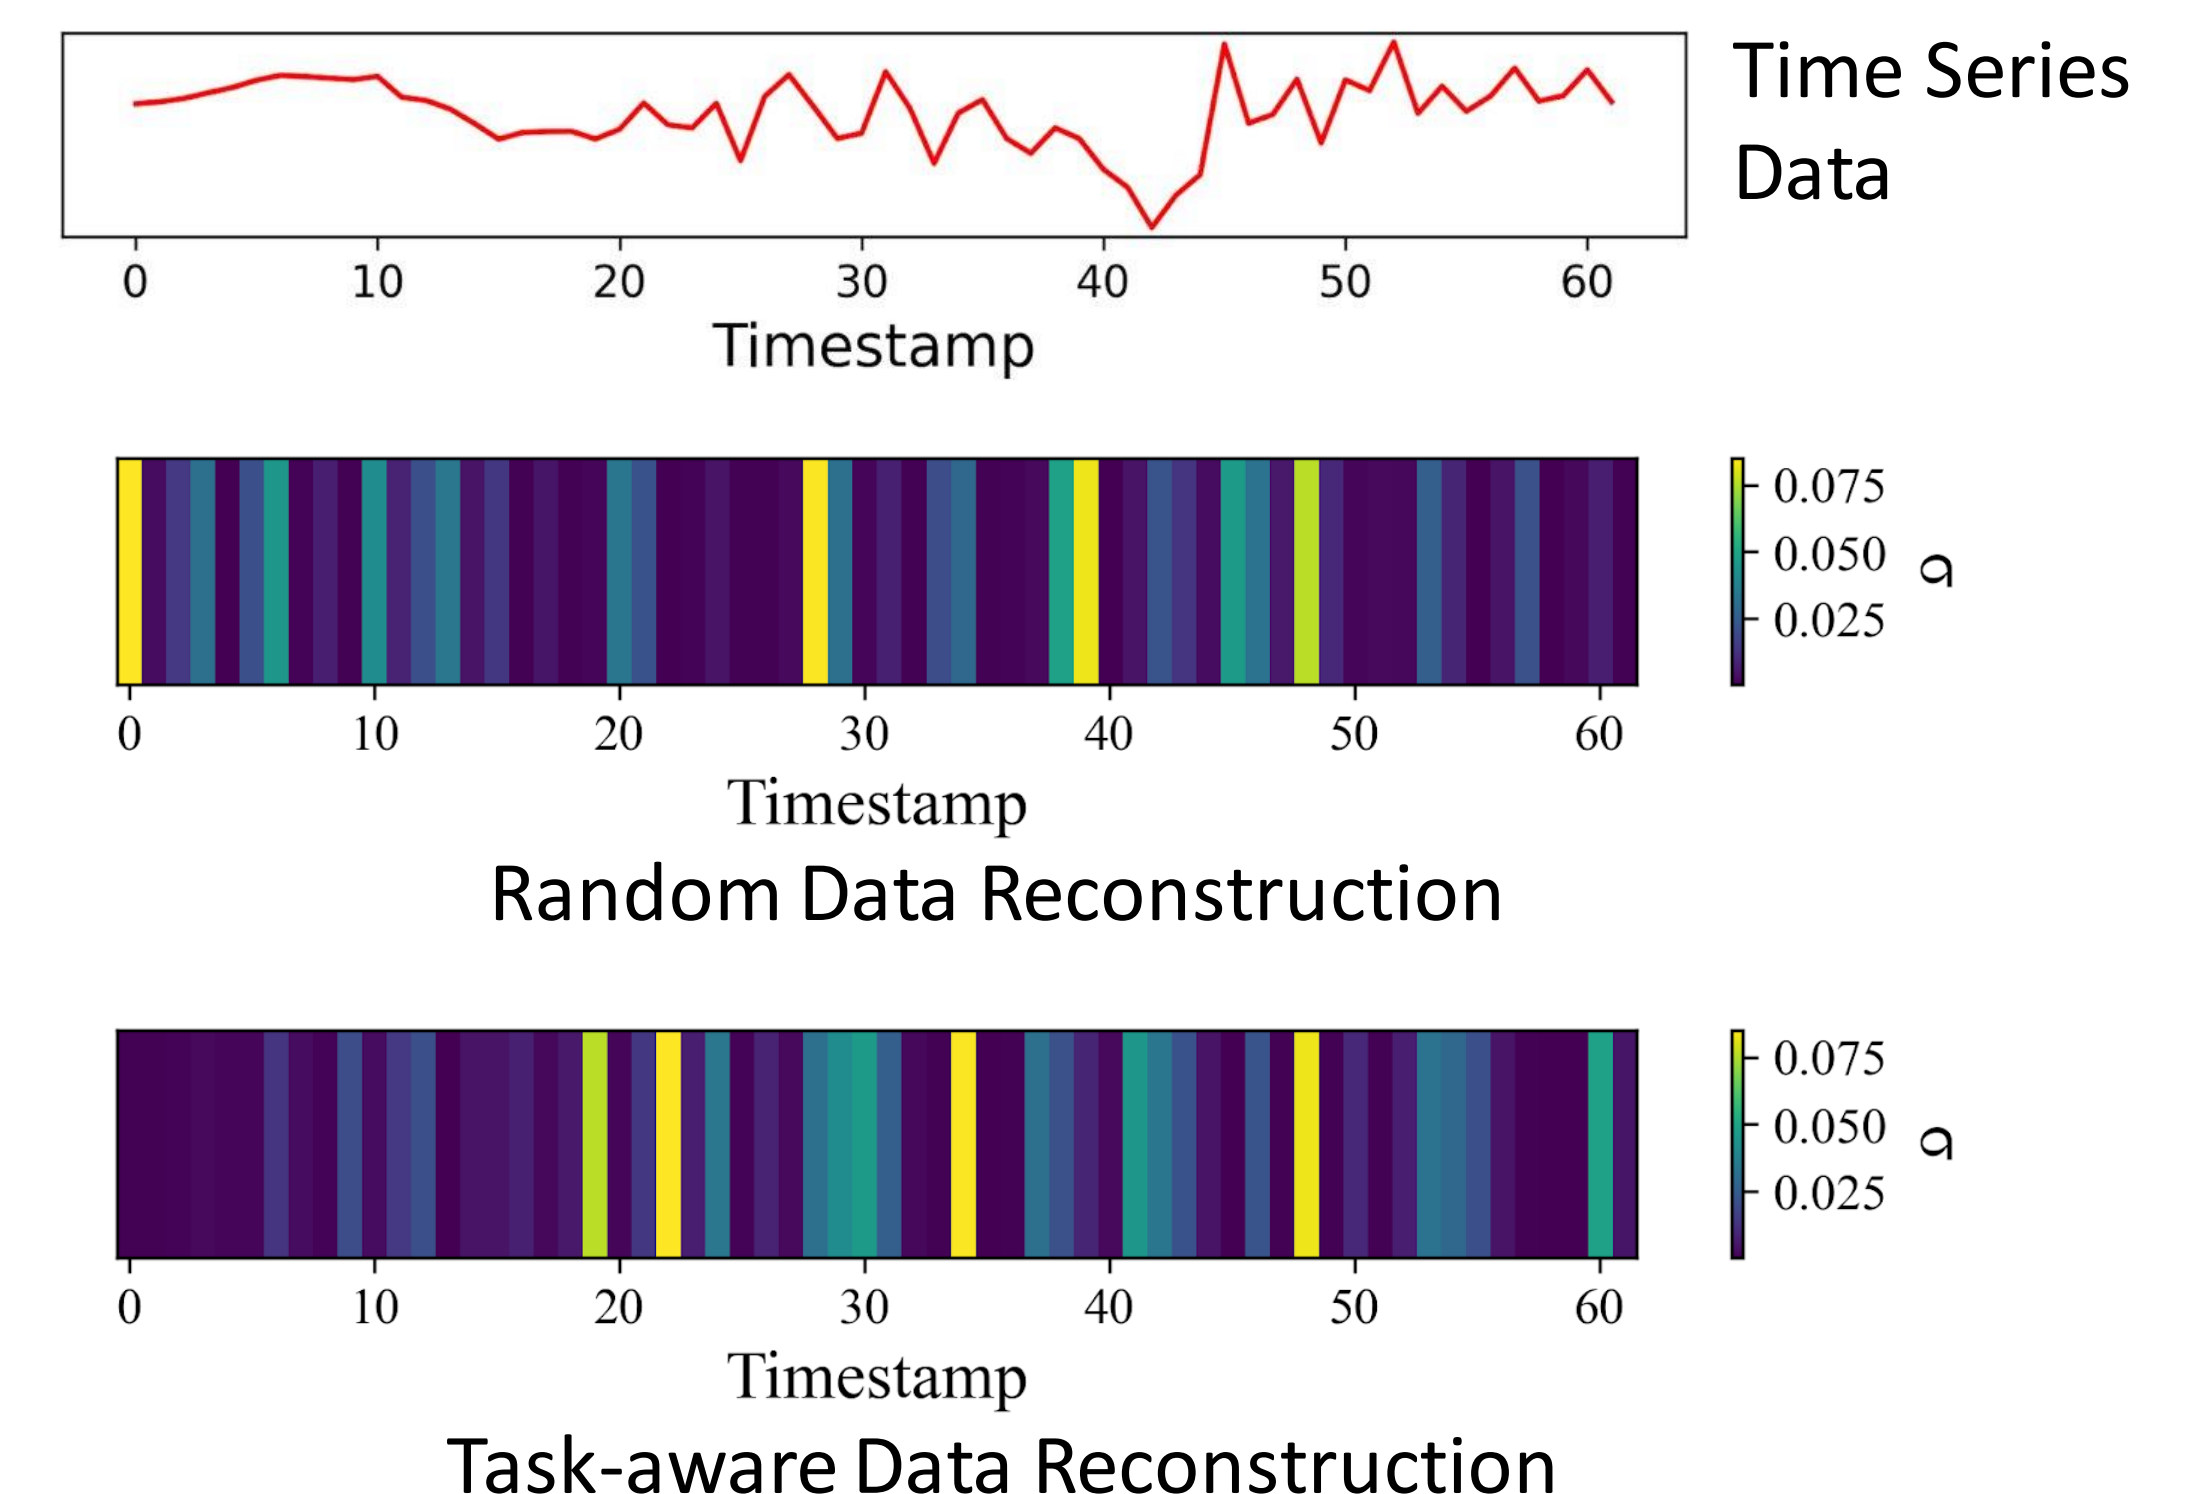 Time Series
Data
0 10 20 30 40 50 60
Timestamp
0.075
0.050
0.025
σ
0 10 20 30 40 50 60
Timestamp
Random Data Reconstruction
0.075
0.050
0.025
σ
0 10 20 30 40 50 60
Timestamp
Task-aware Data Reconstruction